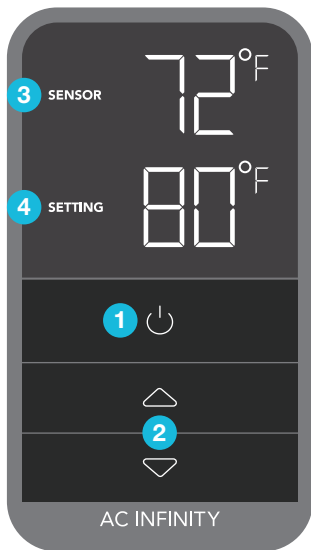 3 SENSOR 72°F
4 SETTING 80°F
1
2
AC INFINITY